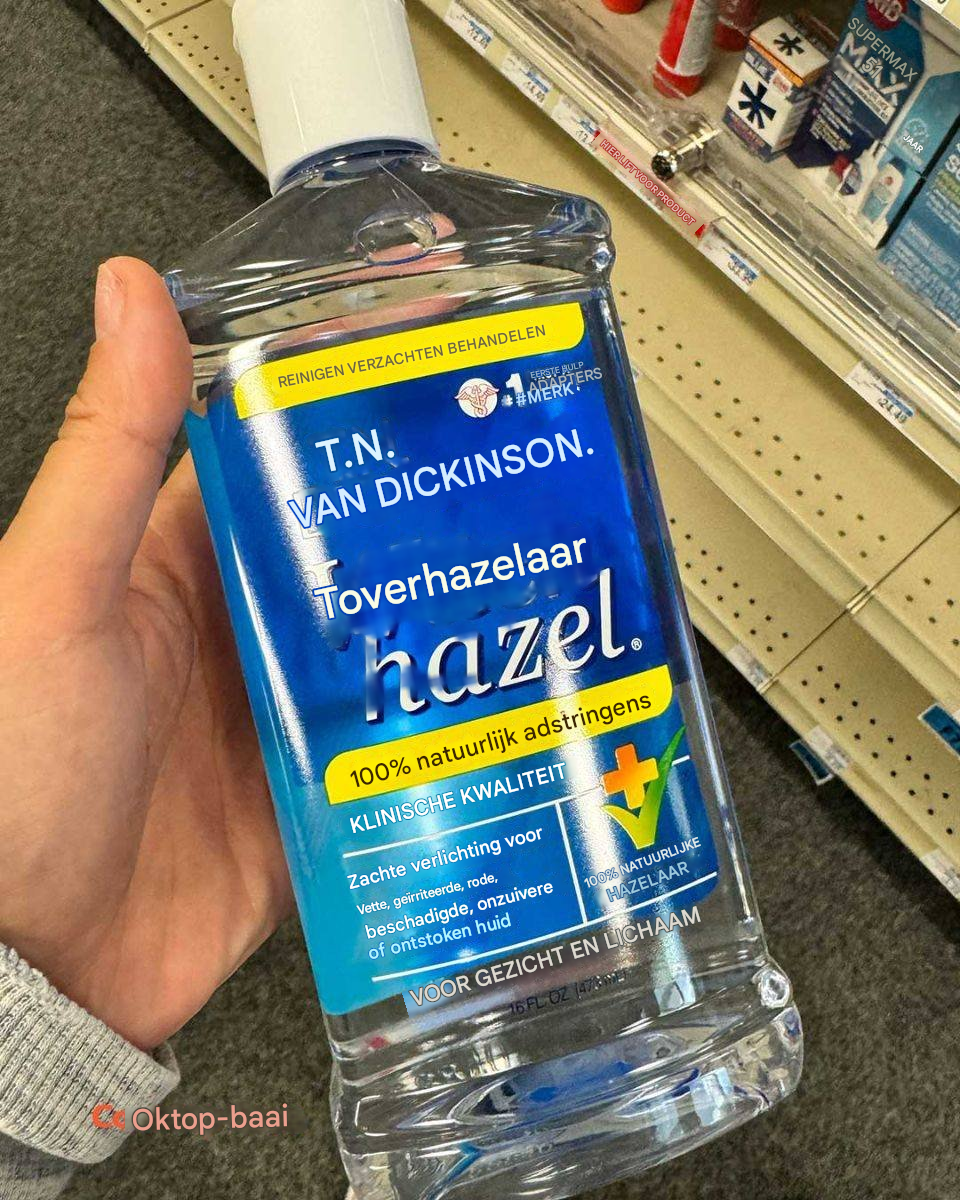 REINIGEN VERZACHTEN BEHANDELEN
#1
EERSTE HULP
ADAPTERS
#MERK
T.N.
VAN DICKINSON.
Toverhazelaar
hazel®
100% natuurlijk adstringens
KLINISCHE KWALITEIT
Zachte verlichting voor
Vette, geïrriteerde, rode,
beschadigde, onzuivere
of ontstoken huid
100% NATUURLIJKE
HAZELAAR
VOOR GEZICHT EN LICHAAM
16 FL OZ
SUPERMAX
51
JAAR
HIER LIFT VOOR PRODUCT
Oktop-baai